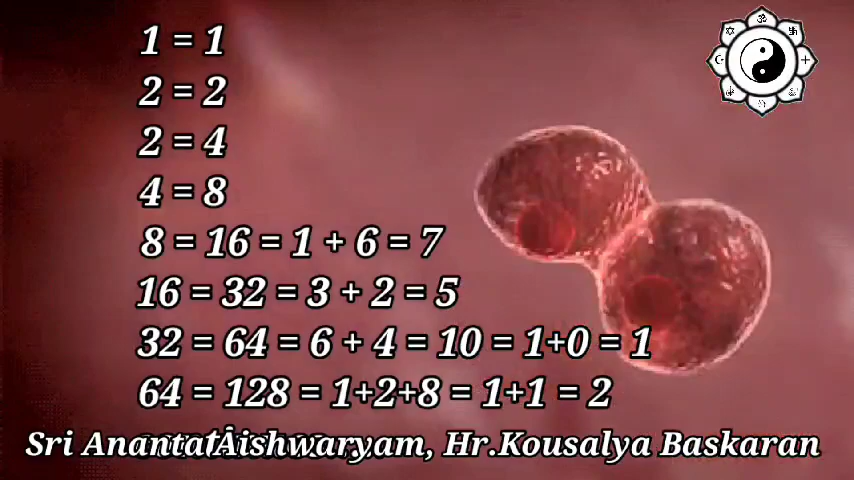 1 = 1
2 = 2
2 = 4
4 = 8
8 = 16 = 1 + 6 = 7
16 = 32 = 3 + 2 = 5
32 = 64 = 6 + 4 = 10 = 1+0 = 1
64 = 128 = 1+2+8 = 1+1 = 2
Sri Ananta Aishwaryam, Hr.Kousalya Baskaran